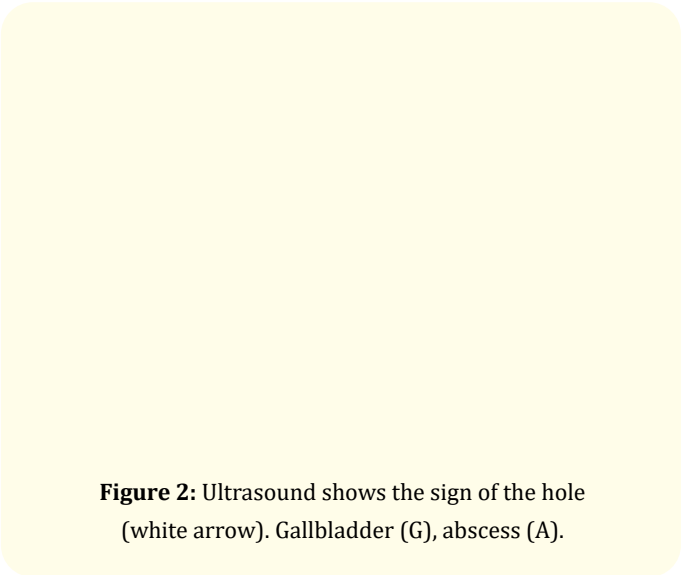 Figure 2: Ultrasound shows the sign of the hole
(white arrow). Gallbladder (G), abscess (A).